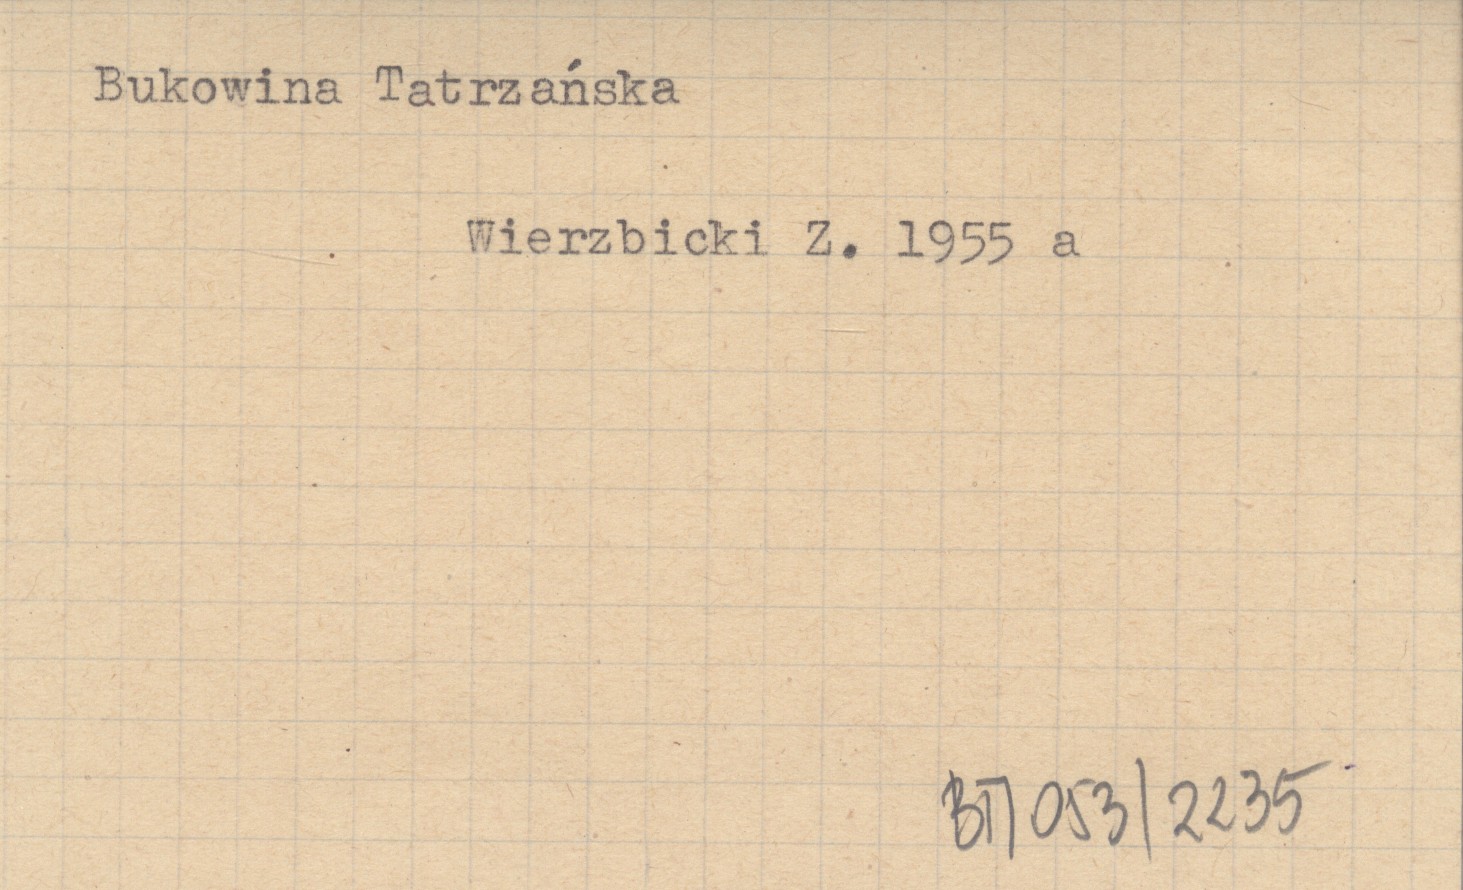 Bukowina Tatrzańska
Wierzbicki Z. 1955 a
BT/053/2235